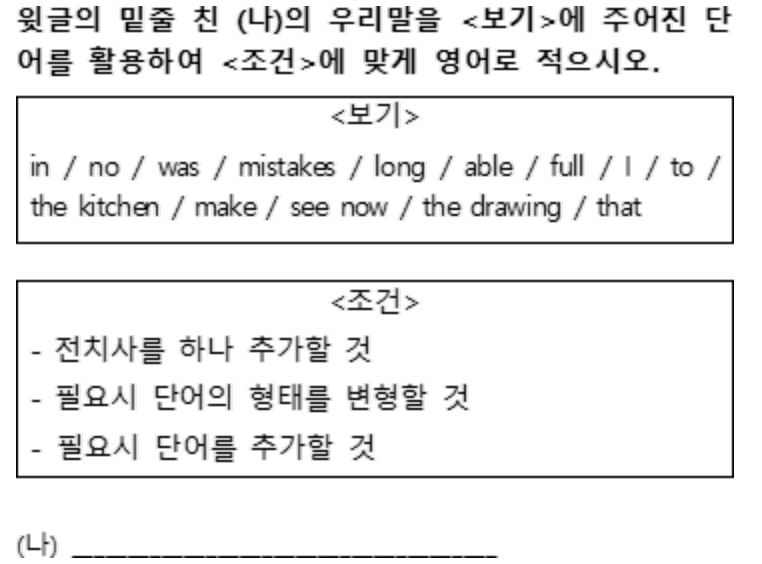 윗글의 밑줄 친 (나)의 우리말을 <보기>에 주어진 단
어를 활용하여 <조건>에 맞게 영어로 적으시오.
<보기>
in / no / was / mistakes / long / able / full / I / to /
the kitchen / make / see now / the drawing / that
<조건>
- 전치사를 하나 추가할 것
- 필요시 단어의 형태를 변형할 것
- 필요시 단어를 추가할 것
(나) ______________________________